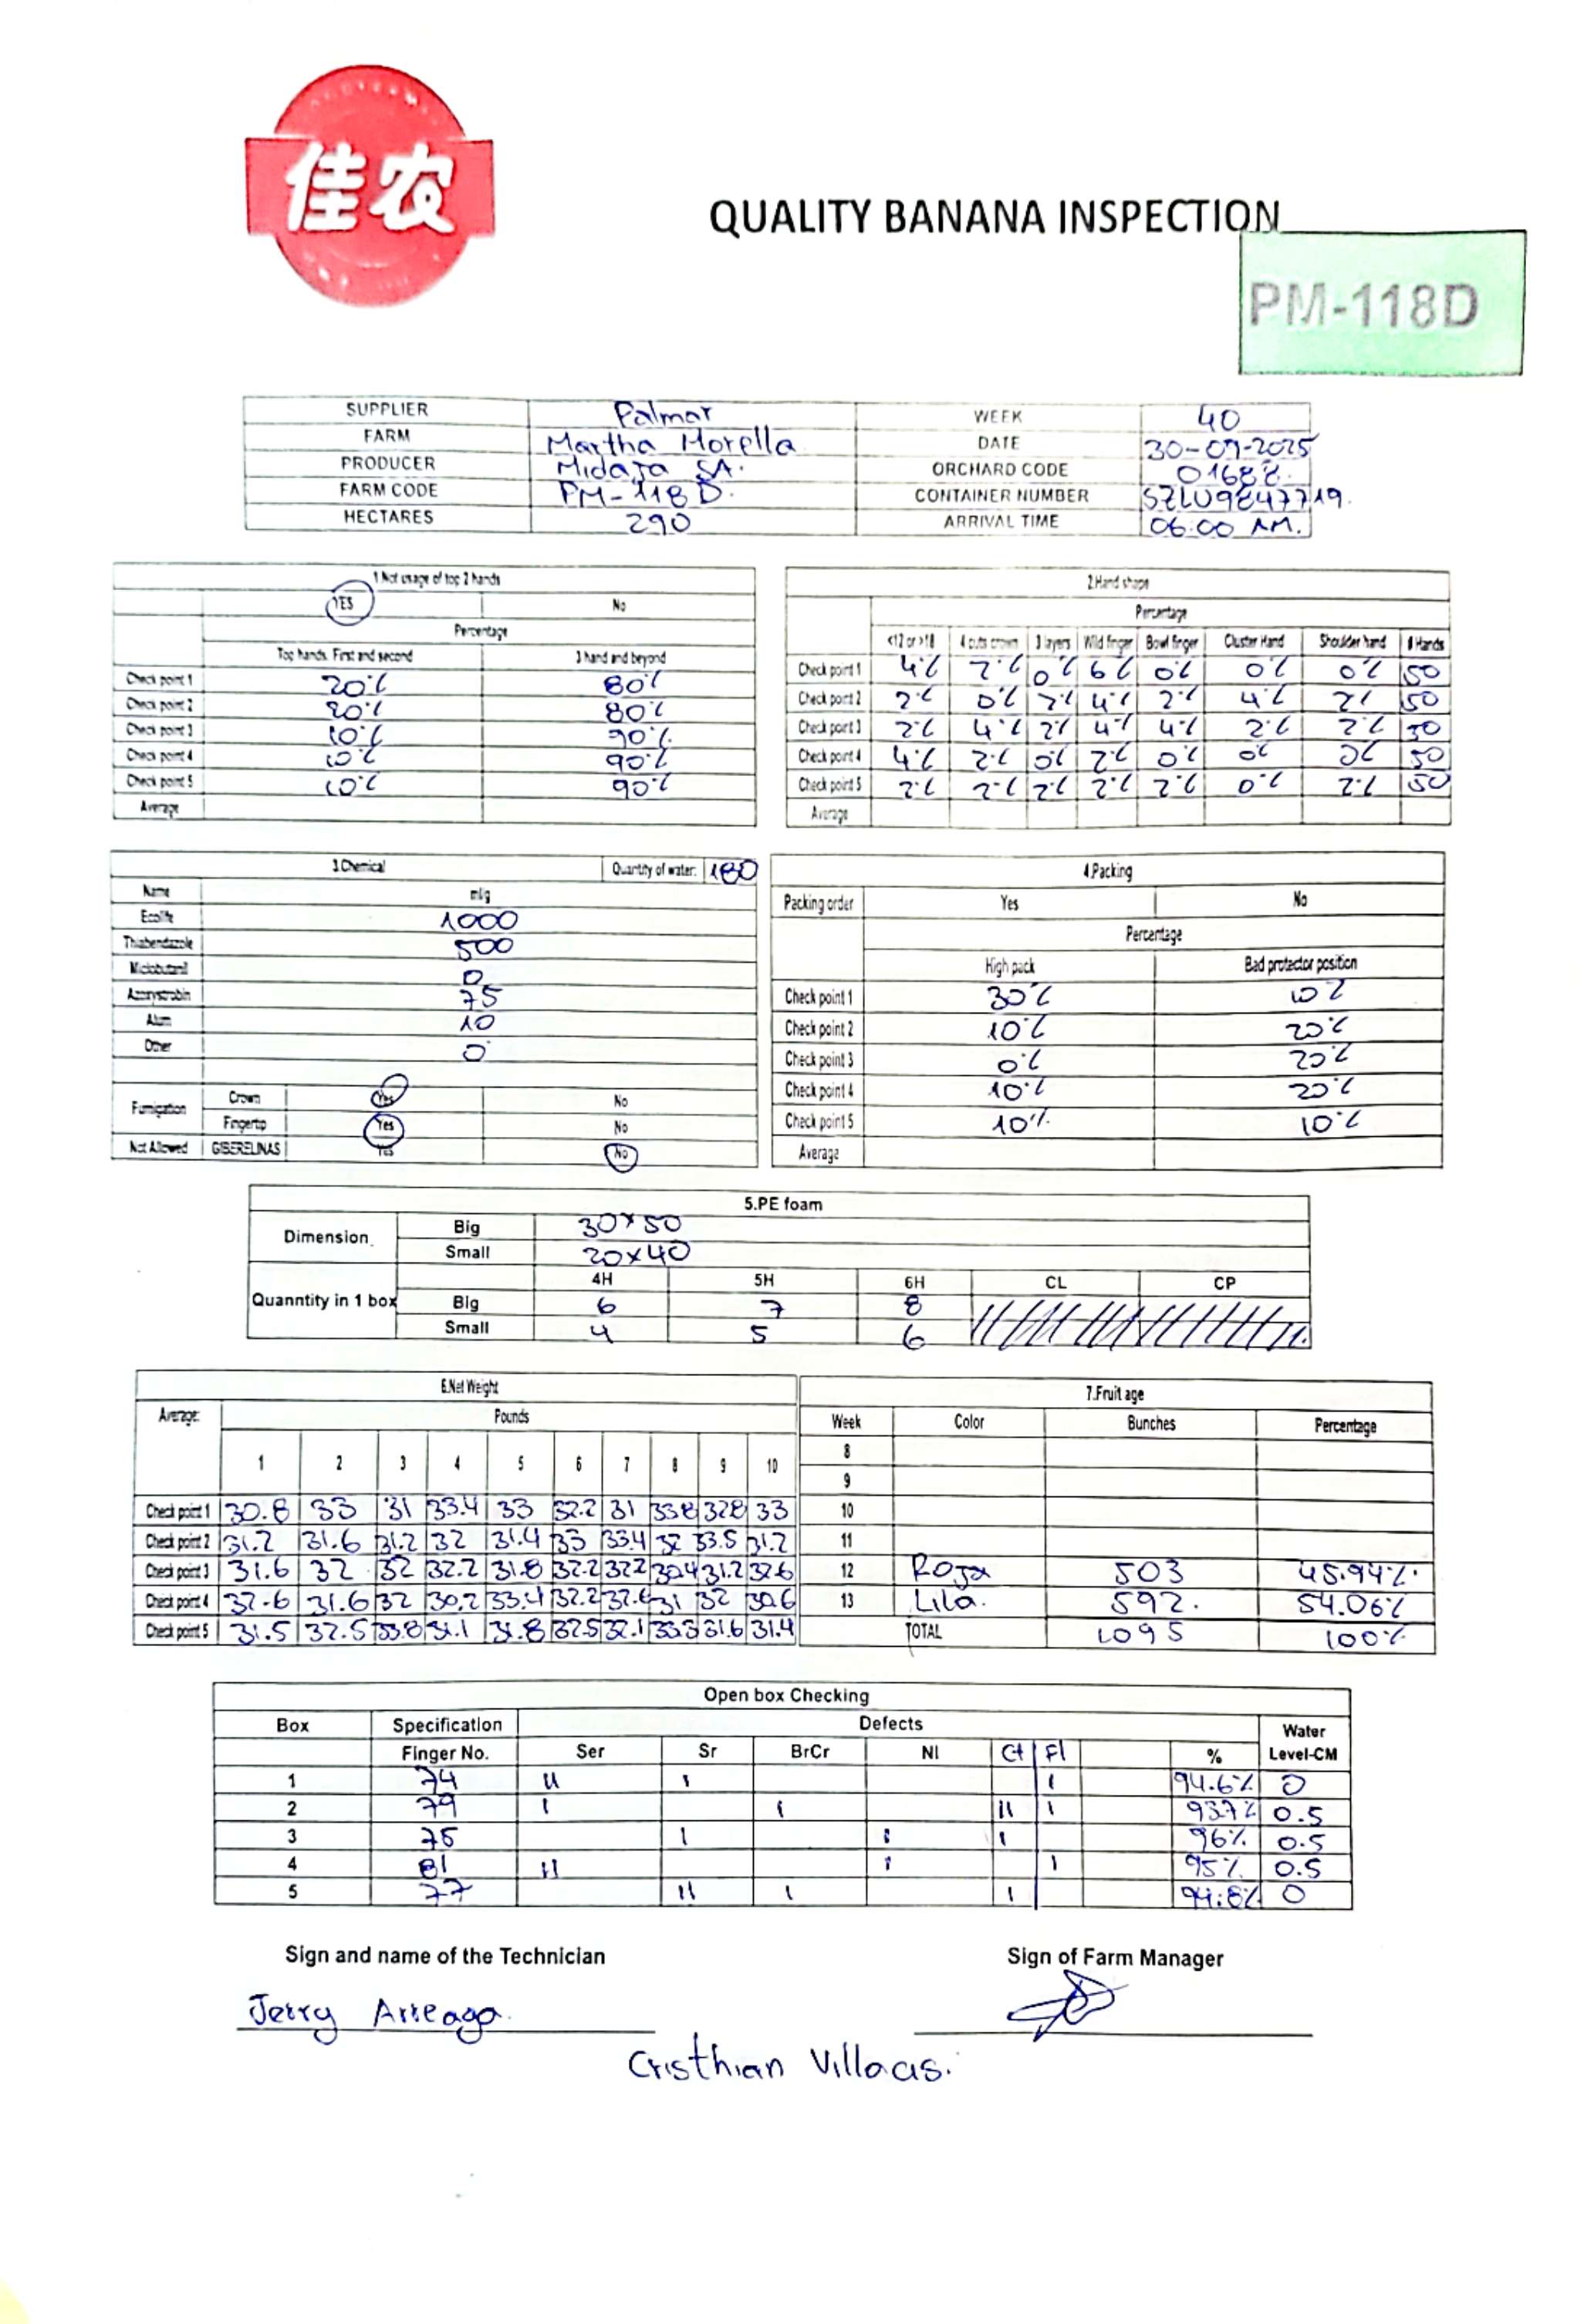 佳农
QUALITY BANANA INSPECTION
PM-118D
SUPPLIER Palmar WEEK 40
FARM Martha Morella DATE 30-09-2025
PRODUCER Midaja SA. ORCHARD CODE 01688.
FARM CODE PM-118 D. CONTAINER NUMBER SZLU9847719.
HECTARES 290 ARRIVAL TIME 06:00 AM.
1.Not usage of top 2 hands
YES No
Percentage
Top hands. First and second 3 hand and beyond
Check point 1 20% 80%
Check point 2 20% 80%
Check point 3 10% 90%
Check point 4 10% 90%
Check point 5 10% 90%
Average
2.Hand shape
Percentage
<12 or >18 4 cuts crown 3 layers Wild finger Bowl finger Cluster Hand Shoulder hand # Hands
Check point 1 4% 2% 0% 6% 0% 0% 0% 50
Check point 2 2% 0% 2% 4% 2% 4% 2% 50
Check point 3 2% 4% 2% 4% 4% 2% 2% 50
Check point 4 4% 2% 0% 2% 0% 0% 0% 50
Check point 5 2% 2% 2% 2% 2% 0% 2% 50
Average
3.Chemical Quantity of water: 180
Name ml/g
Ecolife 1000
Thiabendazole 500
Miclobutanil 0
Azoxystrobin 75
Alum 10
Other 0
Fumigation Crown Yes No
Fingertip Yes No
Not Allowed GIBERELINAS Yes No
4.Packing
Packing order Yes No
Percentage
High pack Bad protector position
Check point 1 30% 10%
Check point 2 10% 20%
Check point 3 0% 20%
Check point 4 10% 20%
Check point 5 10% 10%
Average
5.PE foam
Dimension. Big 30x50
Small 20x40
4H 5H 6H CL CP
Quanntity in 1 box Big 6 7 8
Small 4 5 6
6.Net Weight
Average: Pounds
1 2 3 4 5 6 7 8 9 10
Check point 1 30.8 33 31 33.4 33 32.2 31 33.8 32.8 33
Check point 2 31.2 31.6 31.2 32 31.4 33 33.4 32 33.5 31.2
Check point 3 31.6 32 32 32.2 31.8 32.2 32.2 30.4 31.2 32.6
Check point 4 32.6 31.6 32 30.2 33.4 32.2 32.6 31 32 30.6
Check point 5 31.5 32.5 33.8 31.1 31.8 32.5 32.1 33.3 31.6 31.4
7.Fruit age
Week Color Bunches Percentage
8
9
10
11
12 Roja 503 45.94%.
13 Lila. 592. 54.06%
TOTAL 1095 100%
Open box Checking
Box Specification Defects Water
Finger No. Ser Sr BrCr NI Ct Fl % Level-CM
1 74 II I I 94.6% 0
2 79 I I II I 93.7% 0.5
3 75 I I I 96% 0.5
4 81 II I I 95% 0.5
5 77 II I I 94.8% 0
Sign and name of the Technician Sign of Farm Manager
Jerry Arreaga.
Cristhian Villacis.